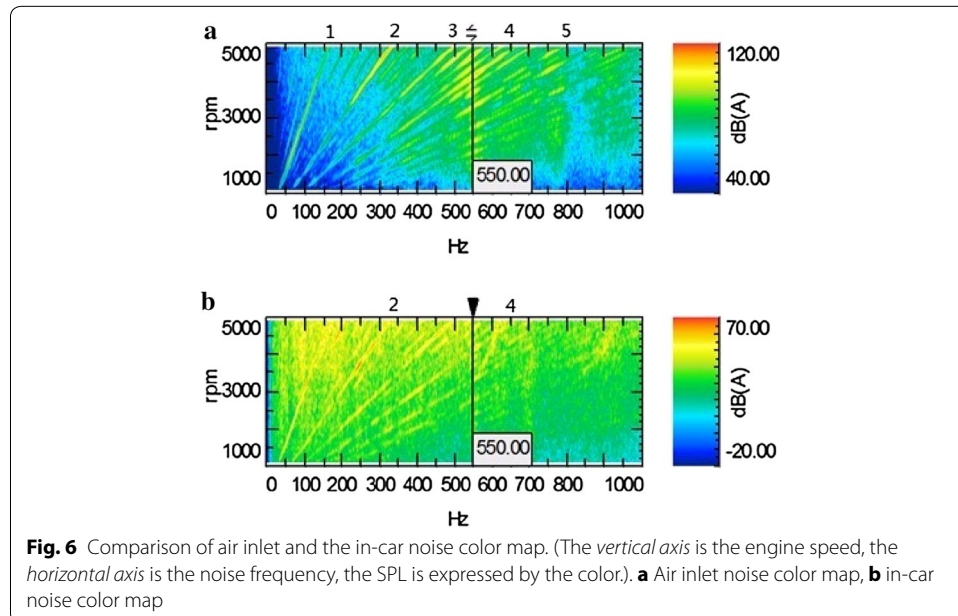 a
1 2 3 4 5
5000
3000
1000
rpm
550.00
0 100 200 300 400 500 600 700 800 1000
Hz
120.00
40.00
dB(A)
b
2 4
5000
3000
1000
rpm
550.00
0 100 200 300 400 500 600 700 800 1000
Hz
70.00
-20.00
dB(A)
Fig. 6 Comparison of air inlet and the in-car noise color map. (The vertical axis is the engine speed, the
horizontal axis is the noise frequency, the SPL is expressed by the color.). a Air inlet noise color map, b in-car
noise color map